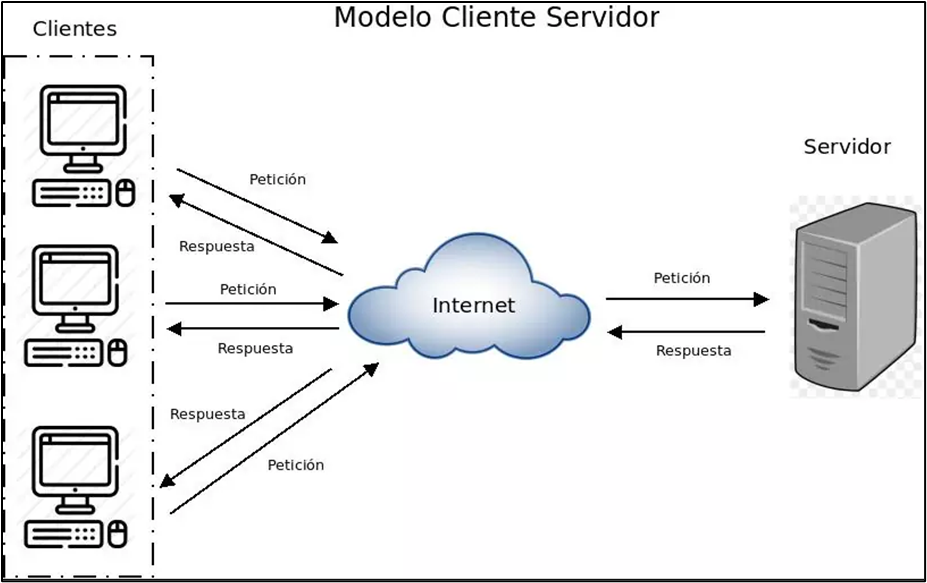 Modelo Cliente Servidor
Clientes
Servidor
Petición
Respuesta
Petición
Respuesta
Internet
Petición
Respuesta
Respuesta
Petición